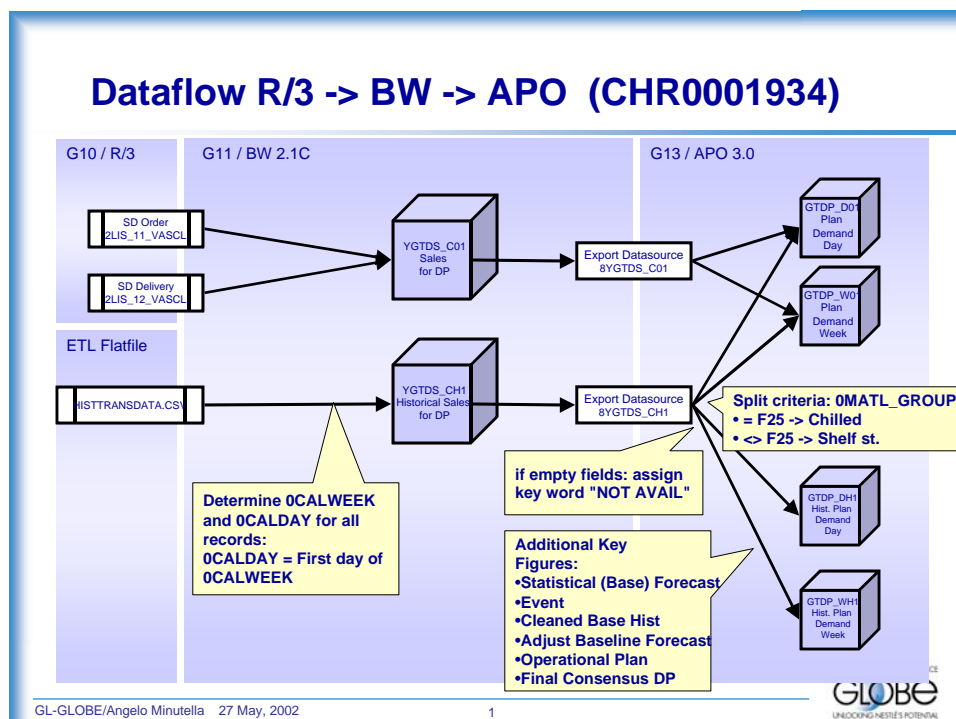 Dataflow R/3 -> BW -> APO (CHR0001934)
G10 / R/3
G11 / BW 2.1C
G13 / APO 3.0
SD Order
2LIS_11_VASCL
SD Delivery
2LIS_12_VASCL
YGTDS_C01
Sales
for DP
Export Datasource
8YGTDS_C01
GTDP_D01
Plan
Demand
Day
GTDP_W01
Plan
Demand
Week
ETL Flatfile
HISTTRANSDATA.CSV
YGTDS_CH1
Historical Sales
for DP
Export Datasource
8YGTDS_CH1
Split criteria: 0MATL_GROUP
• = F25 -> Chilled
• <> F25 -> Shelf st.
if empty fields: assign
key word "NOT AVAIL"
Determine 0CALWEEK
and 0CALDAY for all
records:
0CALDAY = First day of
0CALWEEK
Additional Key
Figures:
•Statistical (Base) Forecast
•Event
•Cleaned Base Hist
•Adjust Baseline Forecast
•Operational Plan
•Final Consensus DP
GTDP_DH1
Hist. Plan
Demand
Day
GTDP_WH1
Hist. Plan
Demand
Week
GL-GLOBE/Angelo Minutella 27 May, 2002
1
CE
GLOBE
UNLOCKING NESTLÉ'S POTENTIAL